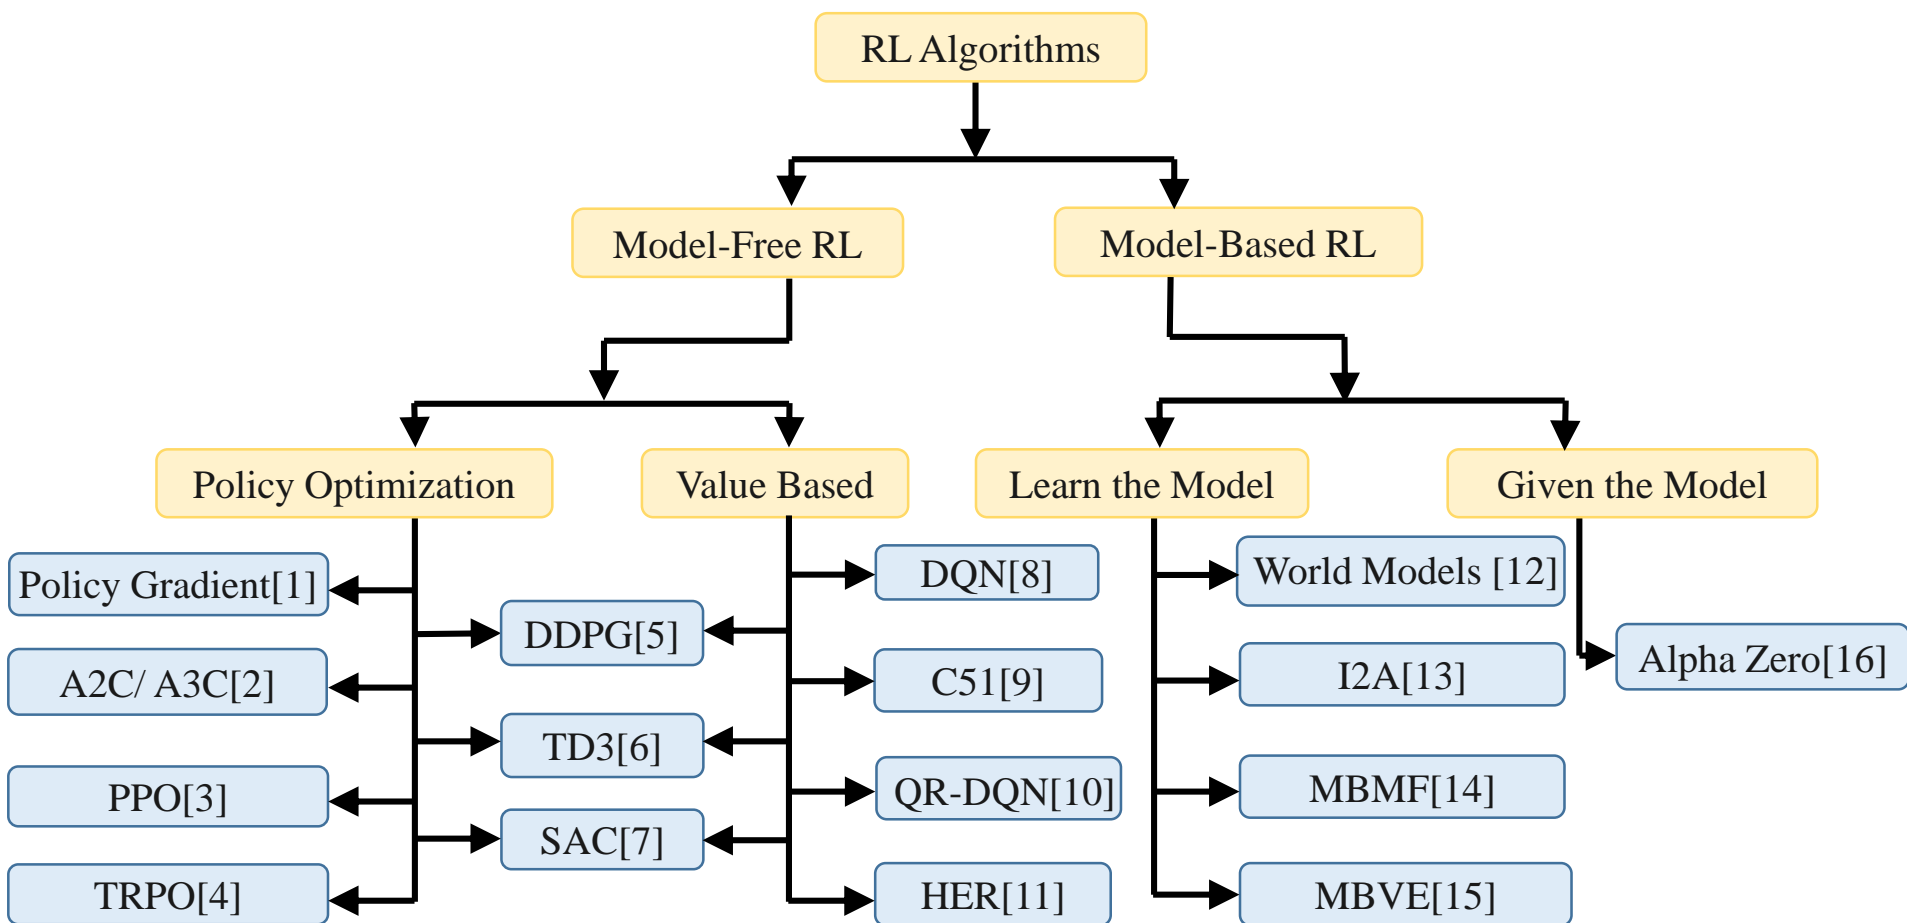 RL Algorithms
Model-Free RL
Model-Based RL
Policy Optimization
Value Based
Learn the Model
Given the Model
Policy Gradient[1]
A2C/ A3C[2]
PPO[3]
TRPO[4]
DDPG[5]
TD3[6]
SAC[7]
DQN[8]
C51[9]
QR-DQN[10]
HER[11]
World Models [12]
I2A[13]
MBMF[14]
MBVE[15]
Alpha Zero[16]